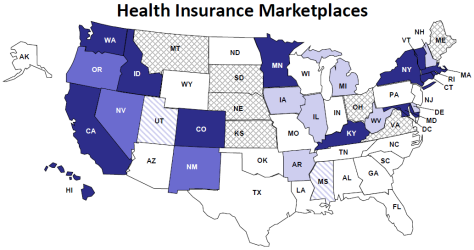 Health Insurance Marketplaces
WA
MT
ND
MN
VT
NH
ME
AK
OR
ID
SD
WI
MI
NY
MA
RI
CT
WY
IA
PA
NJ
NV
UT
NE
IL
IN
OH
DE
MD
DC
CA
CO
KS
MO
KY
WV
VA
NC
TN
AZ
NM
OK
AR
SC
HI
TX
LA
MS
AL
GA
FL